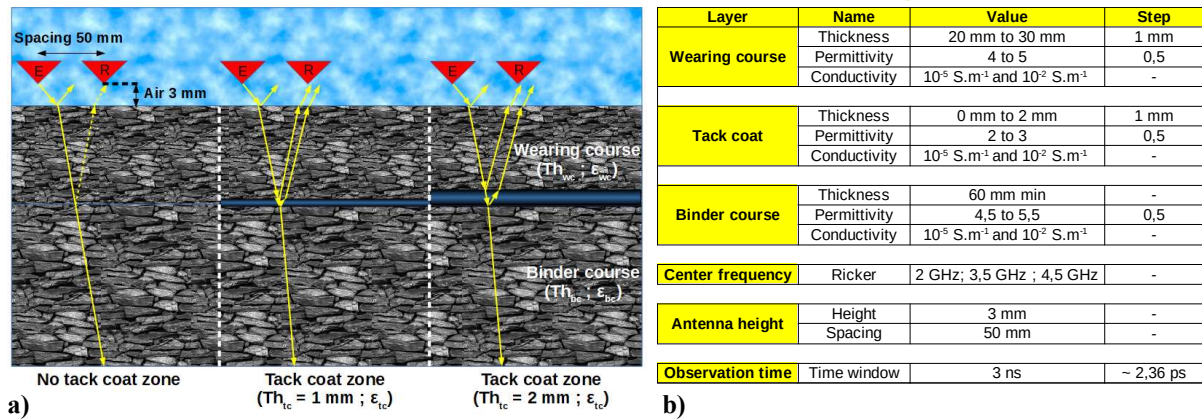 Spacing 50 mm
E R E R E R
Air 3 mm
Wearing course
(Th_wc ; ε_wc)
Binder course
(Th_bc ; ε_bc)
No tack coat zone
Tack coat zone
(Th_tc = 1 mm ; ε_tc)
Tack coat zone
(Th_tc = 2 mm ; ε_tc)
a)
Layer Name Value Step
Wearing course
Thickness 20 mm to 30 mm 1 mm
Permittivity 4 to 5 0,5
Conductivity 10⁻⁵ S.m⁻¹ and 10⁻² S.m⁻¹ -
Tack coat
Thickness 0 mm to 2 mm 1 mm
Permittivity 2 to 3 0,5
Conductivity 10⁻⁵ S.m⁻¹ and 10⁻² S.m⁻¹ -
Binder course
Thickness 60 mm min -
Permittivity 4,5 to 5,5 0,5
Conductivity 10⁻⁵ S.m⁻¹ and 10⁻² S.m⁻¹ -
Center frequency Ricker 2 GHz; 3,5 GHz ; 4,5 GHz -
Antenna height
Height 3 mm -
Spacing 50 mm -
Observation time Time window 3 ns ~ 2,36 ps
b)